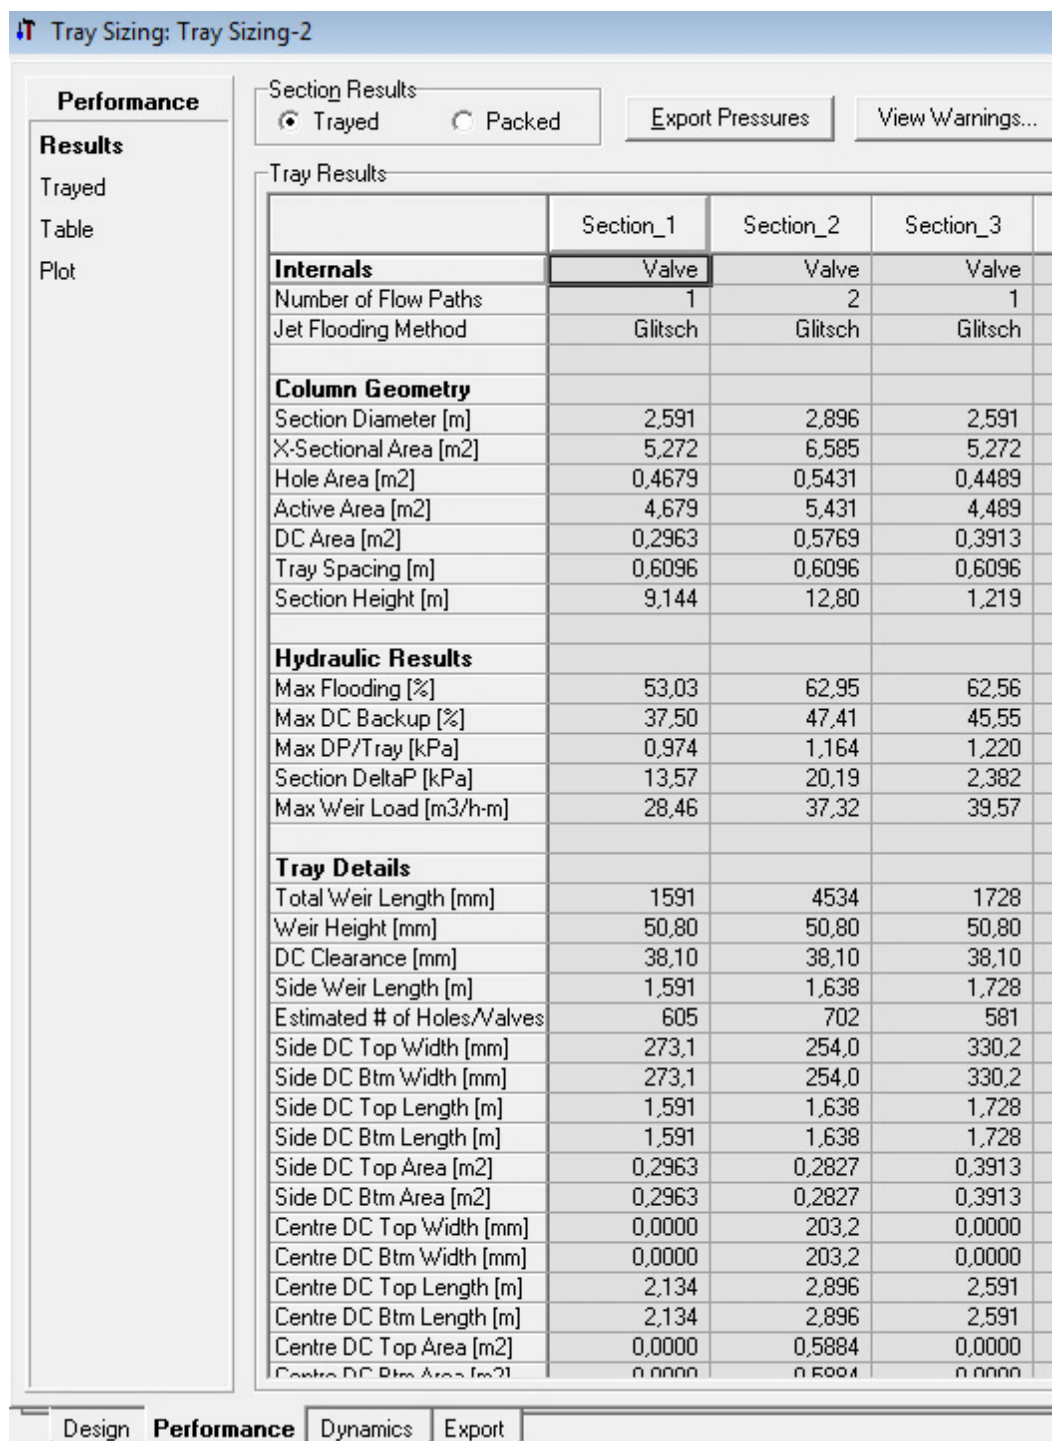 Tray Sizing: Tray Sizing-2
Performance
Results
Trayed
Table
Plot
Section Results
Trayed Packed
Export Pressures
View Warnings...
Tray Results
Section_1 Section_2 Section_3
Internals Valve Valve Valve
Number of Flow Paths 1 2 1
Jet Flooding Method Glitsch Glitsch Glitsch
Column Geometry
Section Diameter [m] 2,591 2,896 2,591
X-Sectional Area [m2] 5,272 6,585 5,272
Hole Area [m2] 0,4679 0,5431 0,4489
Active Area [m2] 4,679 5,431 4,489
DC Area [m2] 0,2963 0,5769 0,3913
Tray Spacing [m] 0,6096 0,6096 0,6096
Section Height [m] 9,144 12,80 1,219
Hydraulic Results
Max Flooding [%] 53,03 62,95 62,56
Max DC Backup [%] 37,50 47,41 45,55
Max DP/Tray [kPa] 0,974 1,164 1,220
Section DeltaP [kPa] 13,57 20,19 2,382
Max Weir Load [m3/h-m] 28,46 37,32 39,57
Tray Details
Total Weir Length [mm] 1591 4534 1728
Weir Height [mm] 50,80 50,80 50,80
DC Clearance [mm] 38,10 38,10 38,10
Side Weir Length [m] 1,591 1,638 1,728
Estimated # of Holes/Valves 605 702 581
Side DC Top Width [mm] 273,1 254,0 330,2
Side DC Btm Width [mm] 273,1 254,0 330,2
Side DC Top Length [m] 1,591 1,638 1,728
Side DC Btm Length [m] 1,591 1,638 1,728
Side DC Top Area [m2] 0,2963 0,2827 0,3913
Side DC Btm Area [m2] 0,2963 0,2827 0,3913
Centre DC Top Width [mm] 0,0000 203,2 0,0000
Centre DC Btm Width [mm] 0,0000 203,2 0,0000
Centre DC Top Length [m] 2,134 2,896 2,591
Centre DC Btm Length [m] 2,134 2,896 2,591
Centre DC Top Area [m2] 0,0000 0,5884 0,0000
Centre DC Btm Area [m2] 0,0000 0,5884 0,0000
Design Performance Dynamics Export